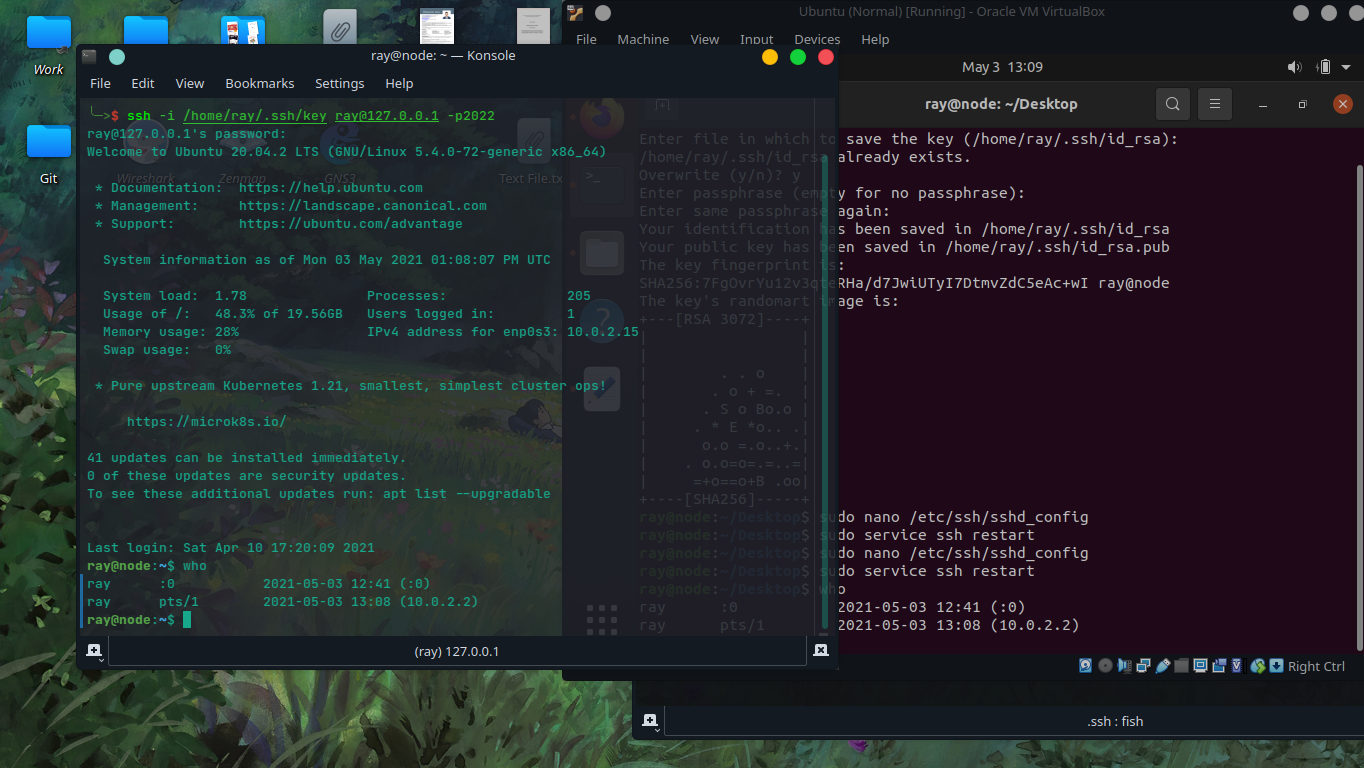 Work
Git
Wireshark
Zenmap
GNS3
Text File.tx
ray@node: ~ — Konsole
File Edit View Bookmarks Settings Help
╰─>$ ssh -i /home/ray/.ssh/key ray@127.0.0.1 -p2022
ray@127.0.0.1's password:
Welcome to Ubuntu 20.04.2 LTS (GNU/Linux 5.4.0-72-generic x86_64)
* Documentation: https://help.ubuntu.com
* Management: https://landscape.canonical.com
* Support: https://ubuntu.com/advantage
System information as of Mon 03 May 2021 01:08:07 PM UTC
System load: 1.78 Processes: 205
Usage of /: 48.3% of 19.56GB Users logged in: 1
Memory usage: 28% IPv4 address for enp0s3: 10.0.2.15
Swap usage: 0%
* Pure upstream Kubernetes 1.21, smallest, simplest cluster ops!
https://microk8s.io/
41 updates can be installed immediately.
0 of these updates are security updates.
To see these additional updates run: apt list --upgradable
Last login: Sat Apr 10 17:20:09 2021
ray@node:~$ who
ray :0 2021-05-03 12:41 (:0)
ray pts/1 2021-05-03 13:08 (10.0.2.2)
ray@node:~$
(ray) 127.0.0.1
Ubuntu (Normal) [Running] - Oracle VM VirtualBox
File Machine View Input Devices Help
May 3 13:09
ray@node: ~/Desktop
Enter file in which to save the key (/home/ray/.ssh/id_rsa):
/home/ray/.ssh/id_rsa already exists.
Overwrite (y/n)? y
Enter passphrase (empty for no passphrase):
Enter same passphrase again:
Your identification has been saved in /home/ray/.ssh/id_rsa
Your public key has been saved in /home/ray/.ssh/id_rsa.pub
The key fingerprint is:
ray@node
The key's randomart image is:
+---[RSA 3072]----+
|                 |
|                 |
|         . . o   |
|        . o + =. |
|       . S o Bo.o |
|      . * E *o.. .|
|       o.o =.o..+.|
|     . o.o=o=.=..=|
|      =+o==o+B .oo|
+----[SHA256]-----+
ray@node:~/Desktop$ sudo nano /etc/ssh/sshd_config
ray@node:~/Desktop$ sudo service ssh restart
ray@node:~/Desktop$ sudo nano /etc/ssh/sshd_config
ray@node:~/Desktop$ sudo service ssh restart
ray@node:~/Desktop$ who
ray :0 2021-05-03 12:41 (:0)
ray pts/1 2021-05-03 13:08 (10.0.2.2)
Right Ctrl
.ssh : fish